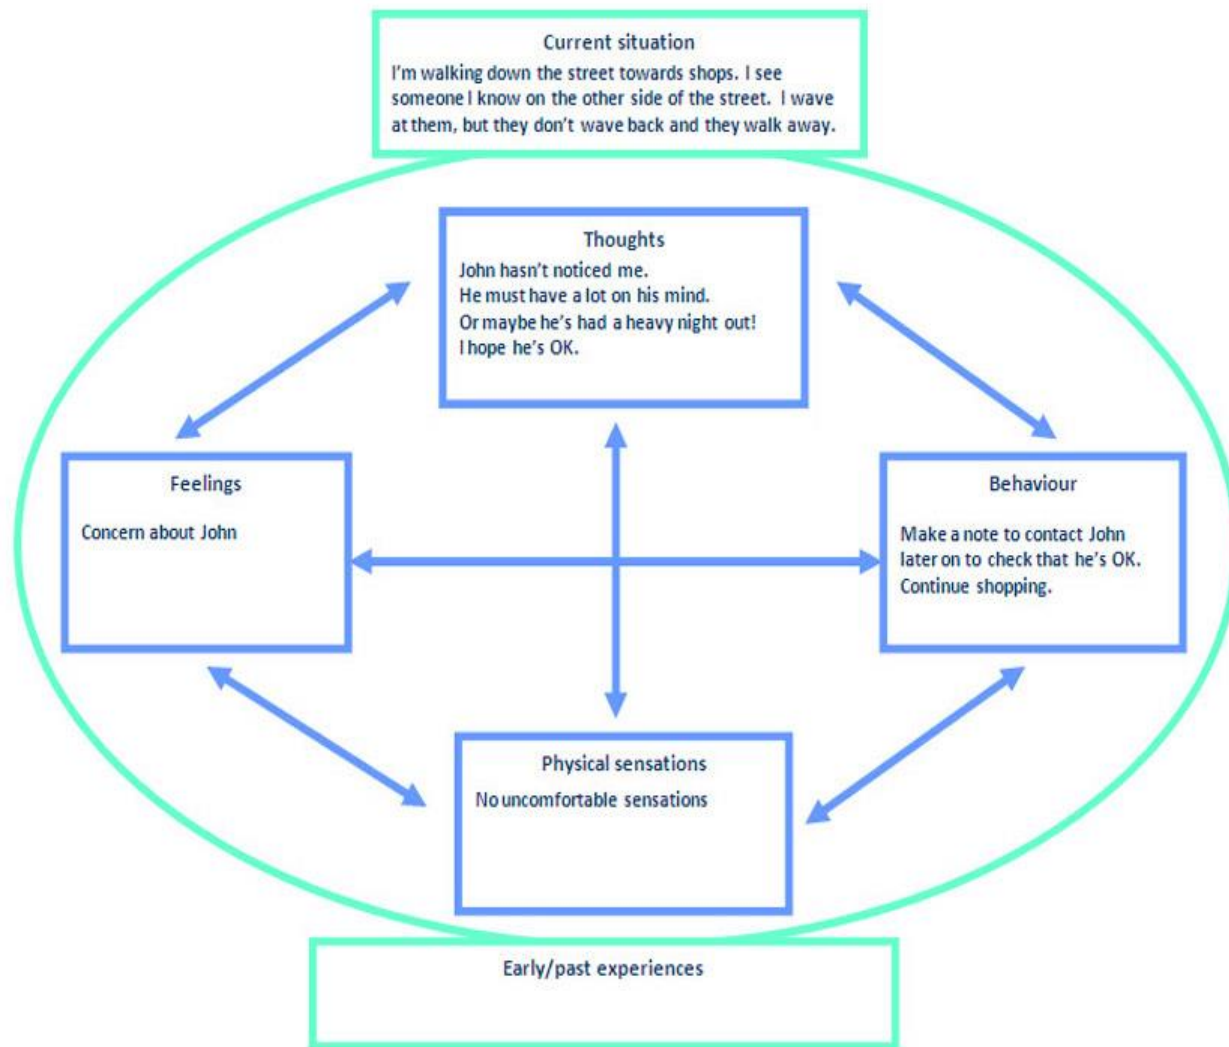 Current situation
I'm walking down the street towards shops. I see
someone I know on the other side of the street. I wave
at them, but they don't wave back and they walk away.
Thoughts
John hasn't noticed me.
He must have a lot on his mind.
Or maybe he's had a heavy night out!
I hope he's OK.
Feelings
Concern about John
Behaviour
Make a note to contact John
later on to check that he's OK.
Continue shopping.
Physical sensations
No uncomfortable sensations
Early/past experiences